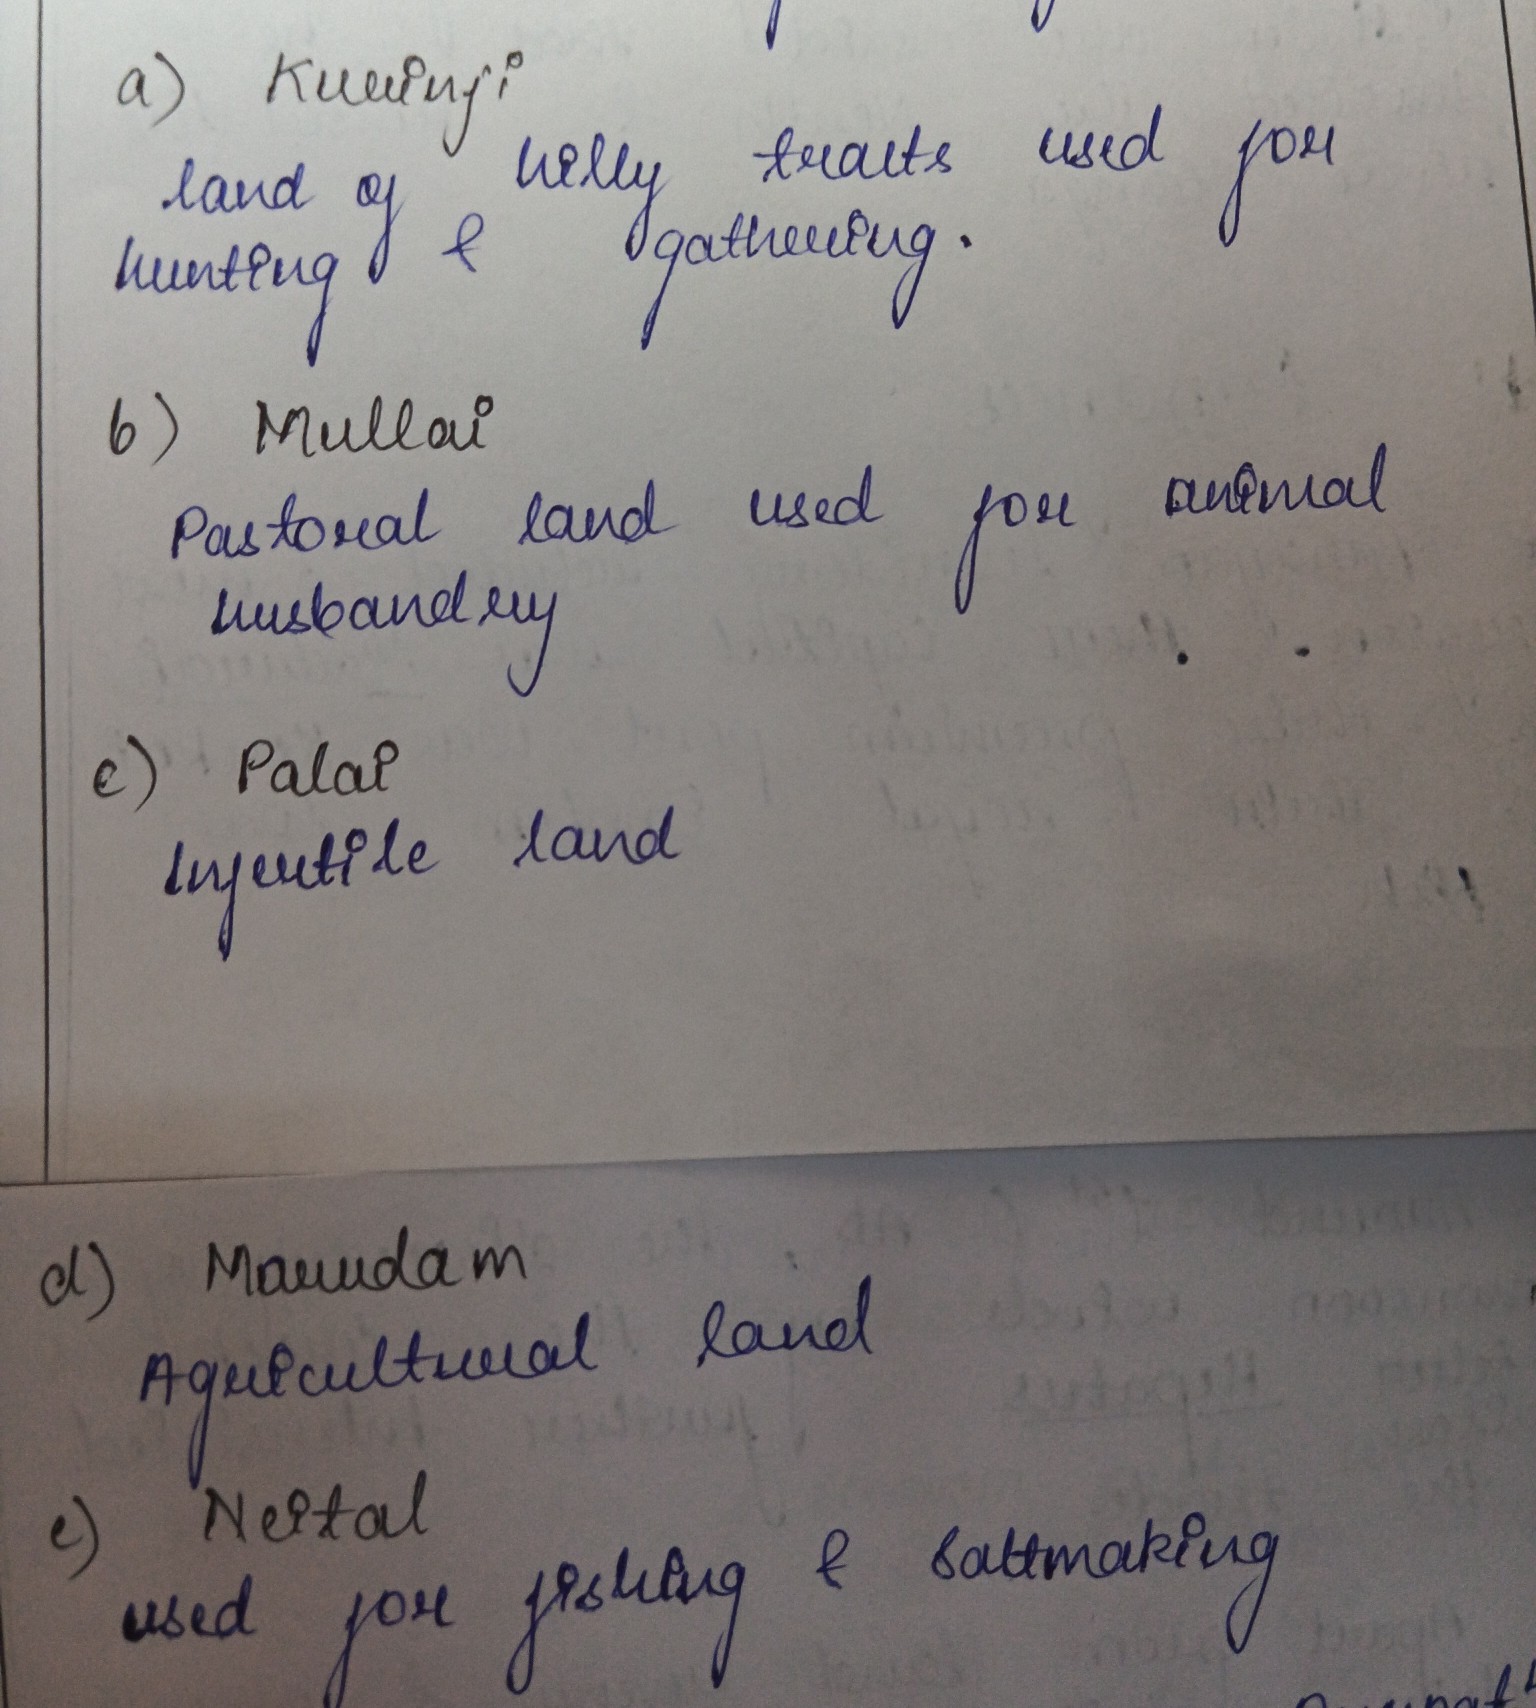 a) Kurinji
land of hilly tracts used for
hunting & gathering.
b) Mullai
Pastoral land used for animal
husbandry
c) Palai
Infertile land
d) Marudam
Agricultural land
e) Neital
used for fishing & saltmaking